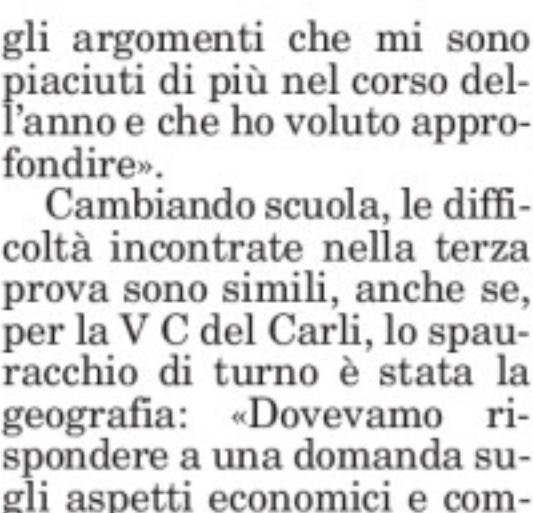 gli argomenti che mi sono
piaciuti di più nel corso del-
l'anno e che ho voluto appro-
fondire».
Cambiando scuola, le diffi-
coltà incontrate nella terza
prova sono simili, anche se,
per la V C del Carli, lo spau-
racchio di turno è stata la
geografia: «Dovevamo ri-
spondere a una domanda su-
gli aspetti economici e com-